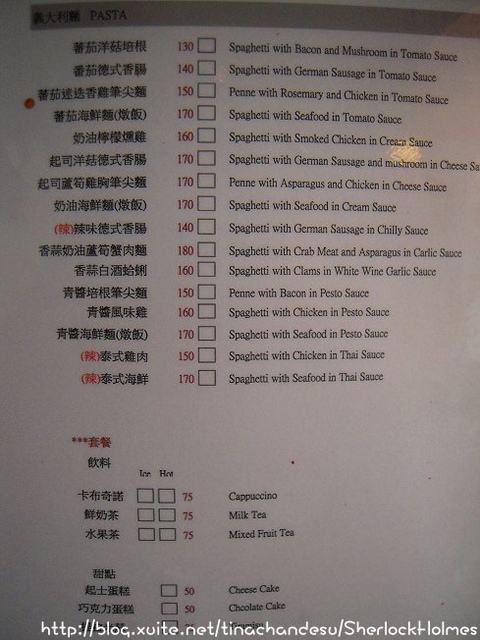 義大利麵 PASTA
蕃茄洋菇培根 130 Spaghetti with Bacon and Mushroom in Tomato Sauce
蕃茄德式香腸 140 Spaghetti with German Sausage in Tomato Sauce
蕃茄迷迭香雞筆尖麵 150 Penne with Rosemary and Chicken in Tomato Sauce
蕃茄海鮮麵(燉飯) 170 Spaghetti with Seafood in Tomato Sauce
奶油檸檬燻雞 160 Spaghetti with Smoked Chicken in Cream Sauce
起司洋菇德式香腸 170 Spaghetti with German Sausage and mushroom in Cheese Sa
起司蘆筍雞胸筆尖麵 170 Penne with Asparagus and Chicken in Cheese Sauce
奶油海鮮麵(燉飯) 170 Spaghetti with Seafood in Cream Sauce
(辣)辣味德式香腸 140 Spaghetti with German Sausage in Chilly Sauce
香蒜奶油蘆筍蟹肉麵 180 Spaghetti with Crab Meat and Asparagus in Carlic Sauce
香蒜白酒蛤蜊 160 Spaghetti with Clams in White Wine Garlic Sauce
青醬培根筆尖麵 150 Penne with Bacon in Pesto Sauce
青醬風味雞 160 Spaghetti with Chicken in Pesto Sauce
青醬海鮮麵(燉飯) 170 Spaghetti with Seafood in Pesto Sauce
(辣)泰式雞肉 150 Spaghetti with Chicken in Thai Sauce
(辣)泰式海鮮 170 Spaghetti with Seafood in Thai Sauce
***套餐
飲料
Ice Hot
卡布奇諾 75 Cappuccino
鮮奶茶 75 Milk Tea
水果茶 75 Mixed Fruit Tea
甜點
起士蛋糕 50 Cheese Cake
巧克力蛋糕 50 Chcolate Cake
http://blog.xuite.net/tinachandesu/SherlockHolmes